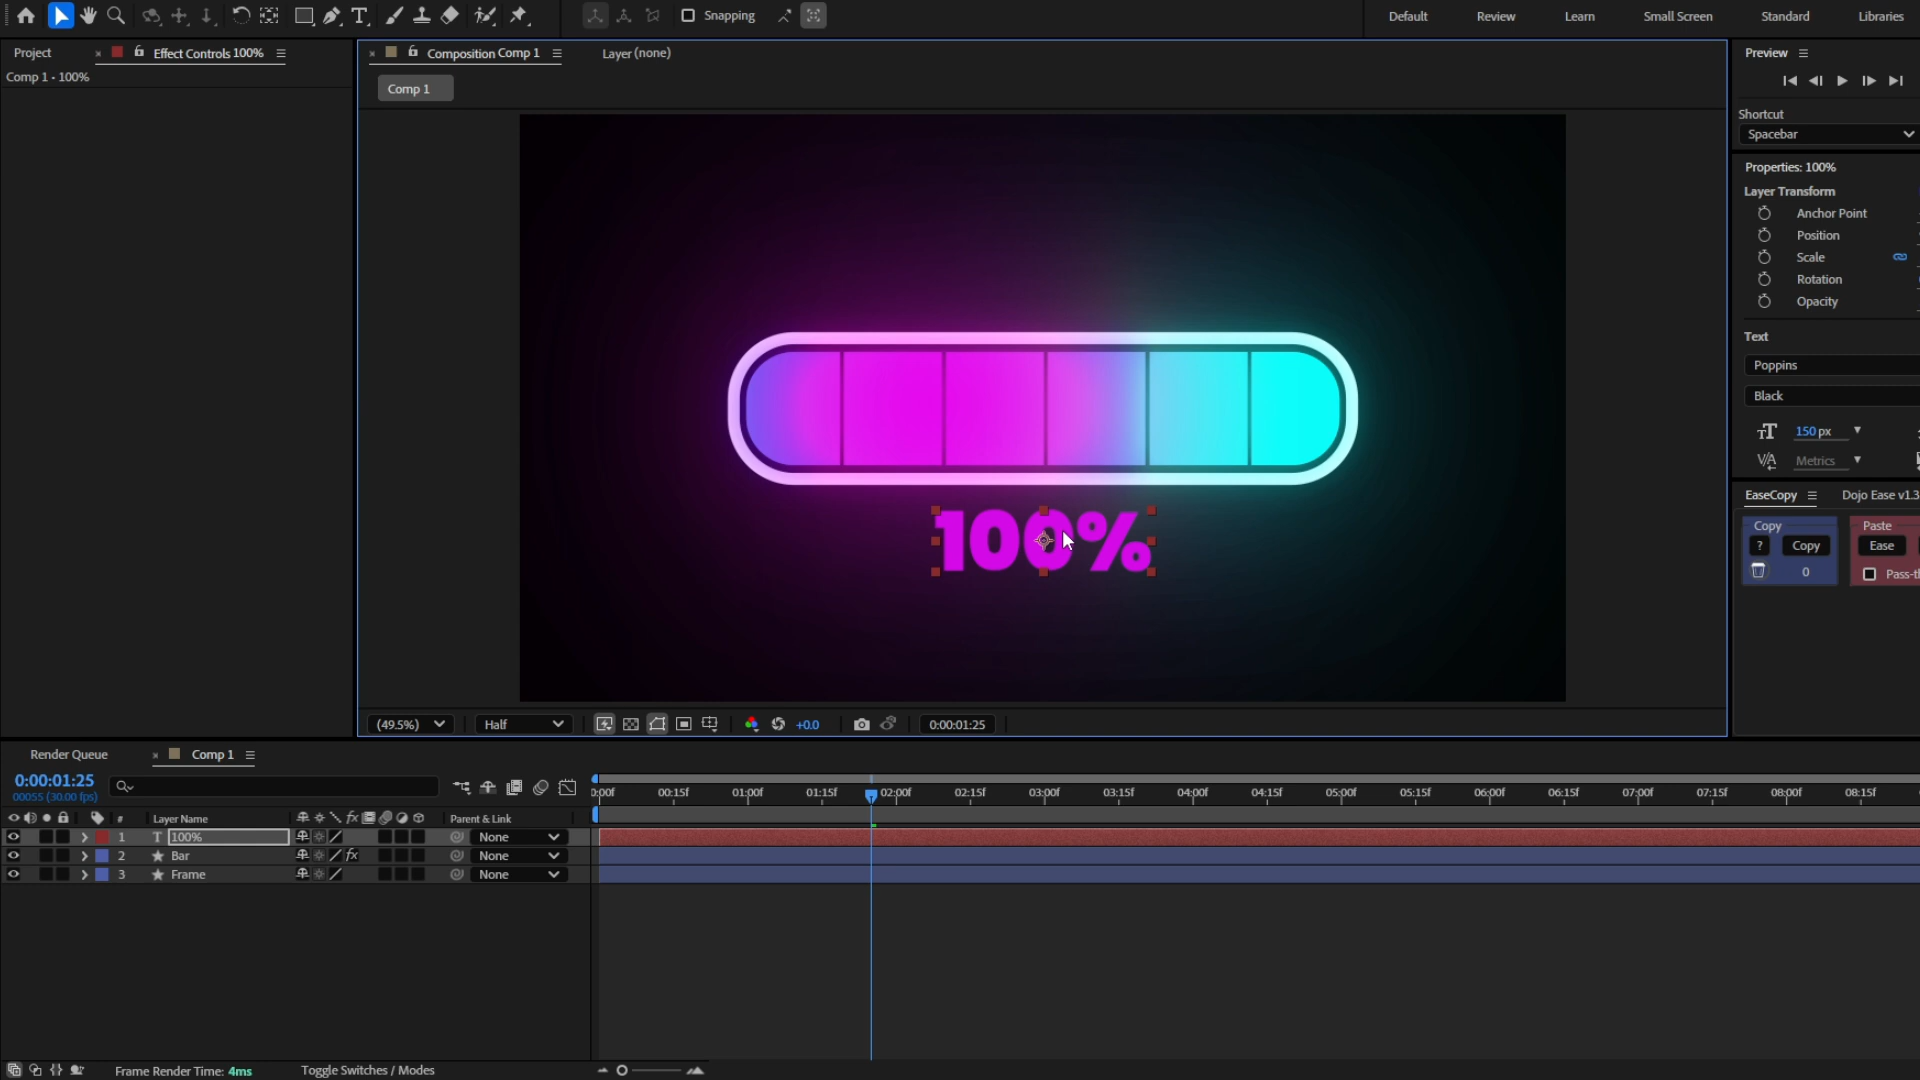 Snapping
Default
Review
Learn
Small Screen
Standard
Libraries
Project
Effect Controls 100%
Composition Comp 1
Layer (none)
Preview
Comp 1 - 100%
Comp 1
Shortcut
Spacebar
Properties: 100%
Layer Transform
Anchor Point
Position
Scale
Rotation
Opacity
Text
Poppins
Black
150 px
Metrics
EaseCopy
Dojo Ease v1.3
Copy
Paste
? Copy
Ease
0
100%
(49.5%)
Half
+0.0
0:00:01:25
Render Queue
Comp 1
0:00:01:25
00055 (30.00 fps)
00:15f
01:00f
01:15f
02:00f
02:15f
03:00f
03:15f
04:00f
04:15f
05:00f
05:15f
06:00f
06:15f
07:00f
07:15f
08:00f
08:15f
# Layer Name
fx
Parent & Link
1 T 100% None
2 Bar fx None
3 Frame None
Frame Render Time: 4ms
Toggle Switches / Modes